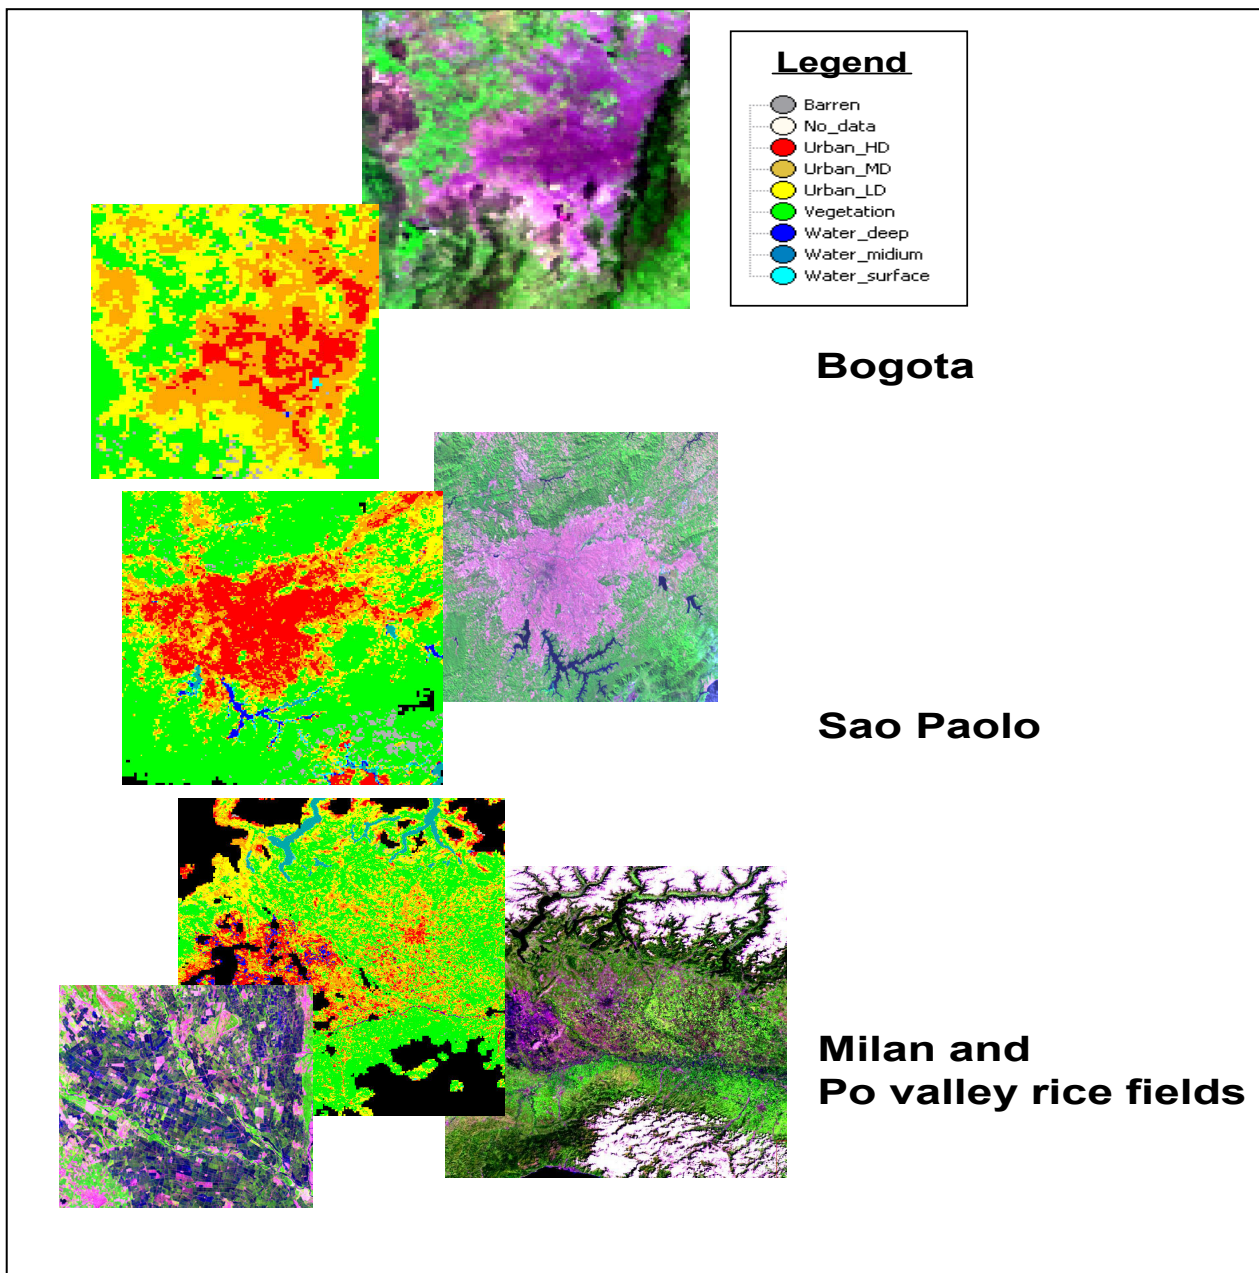 Legend
Barren
No_data
Urban_HD
Urban_MD
Urban_LD
Vegetation
Water_deep
Water_midium
Water_surface
Bogota
Sao Paolo
Milan and
Po valley rice fields